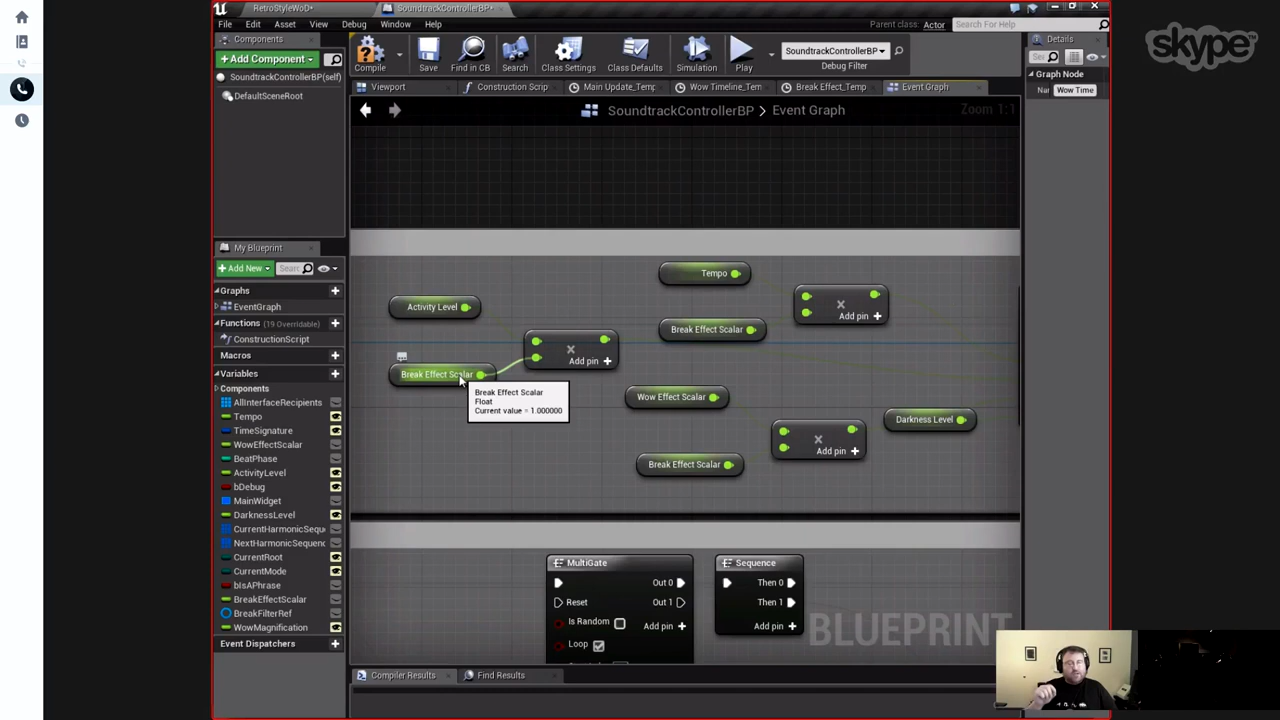 RetroStyleWoD*
SoundtrackControllerBP*
File Edit Asset View Debug Window Help
Parent class: Actor
Search For Help
skype™
Components
+ Add Component
SoundtrackControllerBP(self)
DefaultSceneRoot
Compile
Save
Find in CB
Search
Class Settings
Class Defaults
Simulation
Play
SoundtrackControllerBP
Debug Filter
Details
Graph Node
Wow Time
Viewport
Construction Scrip
Main Update_Temp
Wow Timeline_Tem
Break Effect_Temp
Event Graph
SoundtrackControllerBP > Event Graph
Zoom 1:1
My Blueprint
+ Add New
Graphs
EventGraph
Functions (19 Overridable)
ConstructionScript
Macros
Variables
Components
AllInterfaceRecipients
Tempo
TimeSignature
WowEffectScalar
BeatPhase
ActivityLevel
bDebug
MainWidget
DarknessLevel
CurrentHarmonicSequ
NextHarmonicSequenc
CurrentRoot
CurrentMode
bIsAPhrase
BreakEffectScalar
BreakFilterRef
WowMagnification
Event Dispatchers
Tempo
Activity Level
Add pin +
Break Effect Scalar
Add pin +
Break Effect Scalar
Break Effect Scalar
Float
Current value = 1.000000
Wow Effect Scalar
Darkness Level
Add pin +
Break Effect Scalar
MultiGate
Out 0
Reset
Out 1
Is Random
Add pin +
Loop
Sequence
Then 0
Then 1
Add pin +
BLUEPRINT
Compiler Results
Find Results